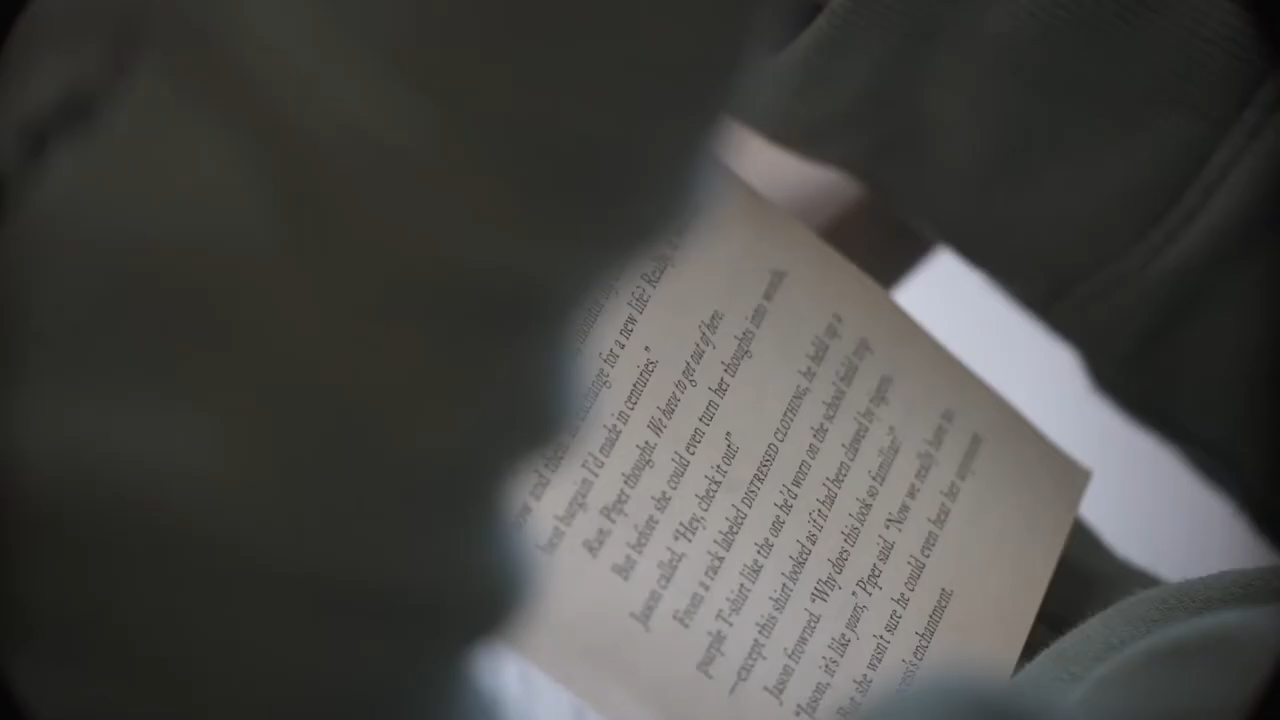 exchange for a new life? Really
best bargain I'd made in centuries."
Run, Piper thought. We have to get out of here.
But before she could even turn her thoughts into words,
Jason called, "Hey, check it out!"
From a rack labeled DISTRESSED CLOTHING, he held up a
purple T-shirt like the one he'd worn on the school field trip
—except this shirt looked as if it had been clawed by tigers.
Jason frowned. "Why does this look so familiar?"
"Jason, it's like yours," Piper said. "Now we really have to
But she wasn't sure he could even hear her anymore
enchantment.